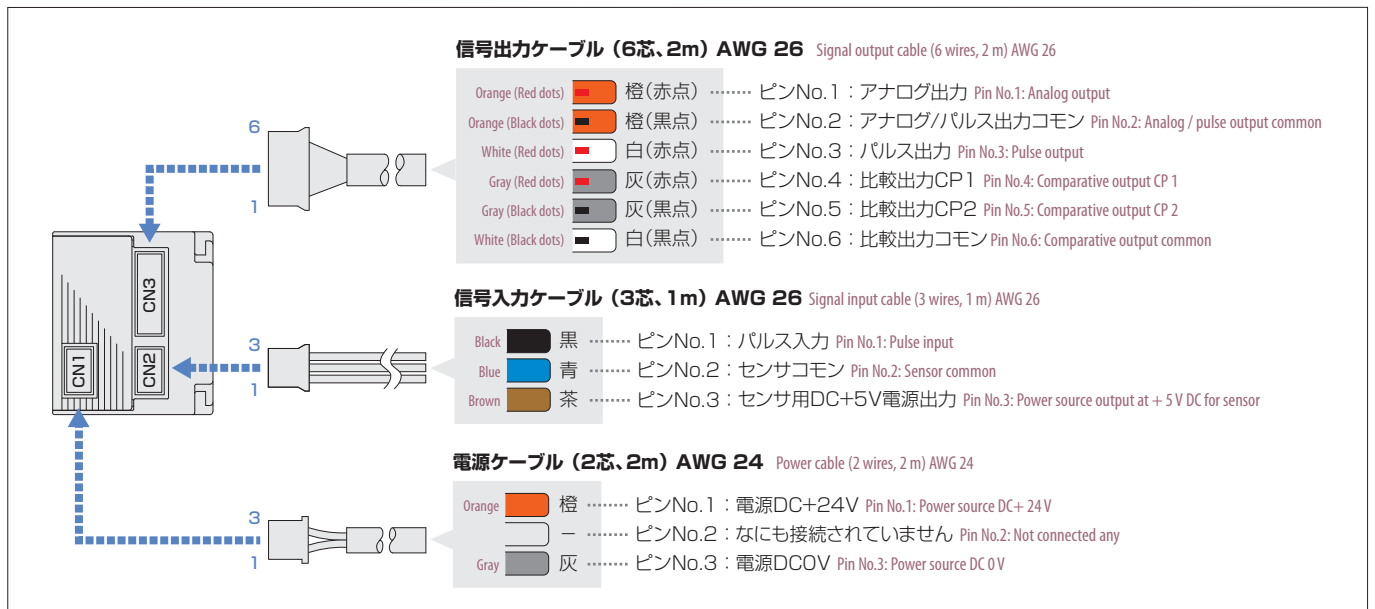 信号出力ケーブル（6芯、2m）AWG 26 Signal output cable (6 wires, 2 m) AWG 26
Orange (Red dots) 橙(赤点) ……… ピンNo.1：アナログ出力 Pin No.1: Analog output
Orange (Black dots) 橙(黒点) ……… ピンNo.2：アナログ/パルス出力コモン Pin No.2: Analog / pulse output common
White (Red dots) 白(赤点) ……… ピンNo.3：パルス出力 Pin No.3: Pulse output
Gray (Red dots) 灰(赤点) ……… ピンNo.4：比較出力CP1 Pin No.4: Comparative output CP 1
Gray (Black dots) 灰(黒点) ……… ピンNo.5：比較出力CP2 Pin No.5: Comparative output CP 2
White (Black dots) 白(黒点) ……… ピンNo.6：比較出力コモン Pin No.6: Comparative output common
6
1
CN3
CN1
CN2
信号入力ケーブル（3芯、1m）AWG 26 Signal input cable (3 wires, 1 m) AWG 26
Black 黒 ……… ピンNo.1：パルス入力 Pin No.1: Pulse input
Blue 青 ……… ピンNo.2：センサコモン Pin No.2: Sensor common
Brown 茶 ……… ピンNo.3：センサ用DC+5V電源出力 Pin No.3: Power source output at + 5 V DC for sensor
3
1
電源ケーブル（2芯、2m）AWG 24 Power cable (2 wires, 2 m) AWG 24
Orange 橙 ……… ピンNo.1：電源DC+24V Pin No.1: Power source DC+ 24 V
－ ……… ピンNo.2：なにも接続されていません Pin No.2: Not connected any
Gray 灰 ……… ピンNo.3：電源DC0V Pin No.3: Power source DC 0 V
3
1